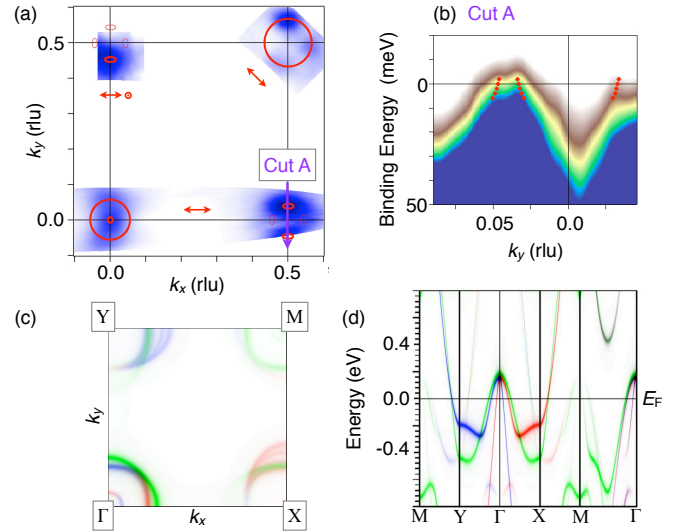 (a)
0.5
0.0
k_y (rlu)
0.0
0.5
k_x (rlu)
Cut A
(b) Cut A
Binding Energy (meV)
0
50
0.05
0.0
k_y (rlu)
(c)
Y
M
Γ
X
k_y
k_x
(d)
Energy (eV)
0.4
0.0
-0.4
E_F
M Y Γ X M Γ